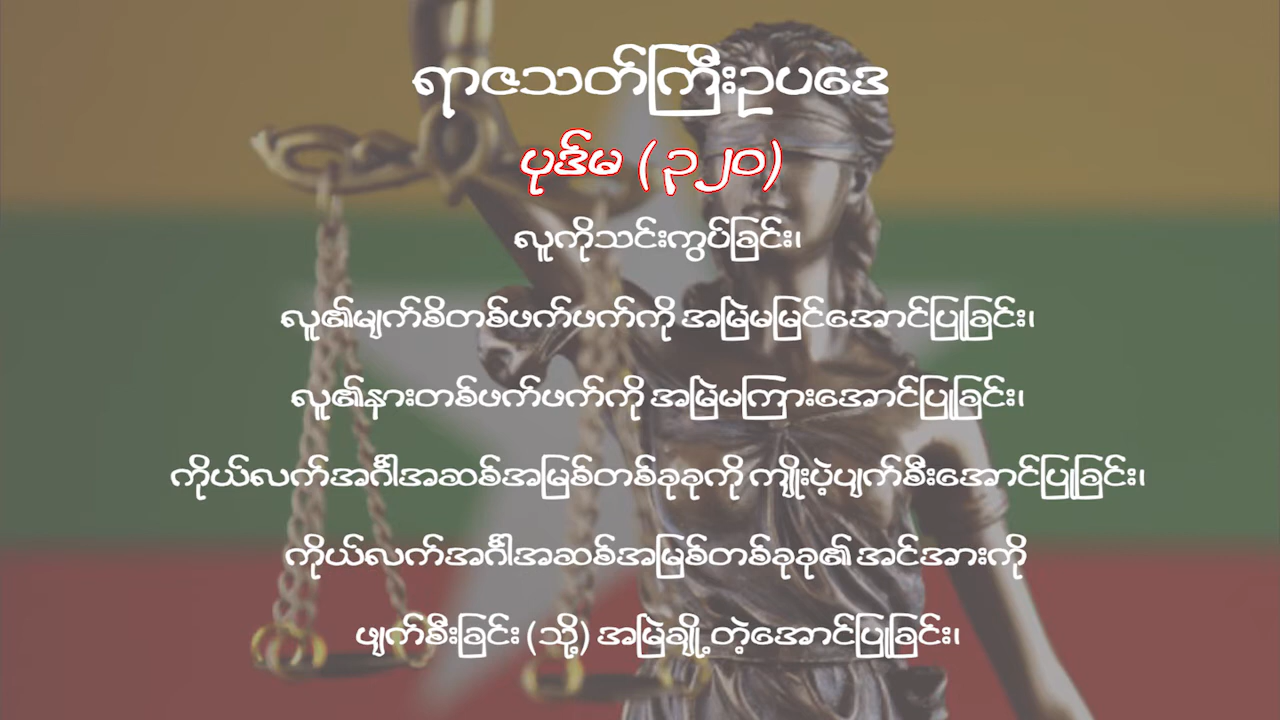 ရာဇသတ်ကြီးဥပဒေ
ပုဒ်မ (၃၂၀)
လူကိုသင်းကွပ်ခြင်း၊
လူ၏မျက်စိတစ်ဖက်ဖက်ကို အမြဲမမြင်အောင်ပြုခြင်း၊
လူ၏နားတစ်ဖက်ဖက်ကို အမြဲမကြားအောင်ပြုခြင်း၊
ကိုယ်လက်အင်္ဂါအဆစ်အမြစ်တစ်ခုခုကို ကျိုးပဲ့ပျက်စီးအောင်ပြုခြင်း၊
ကိုယ်လက်အင်္ဂါအဆစ်အမြစ်တစ်ခုခု၏ အင်အားကို
ဖျက်စီးခြင်း (သို့) အမြဲချို့တဲ့အောင်ပြုခြင်း၊